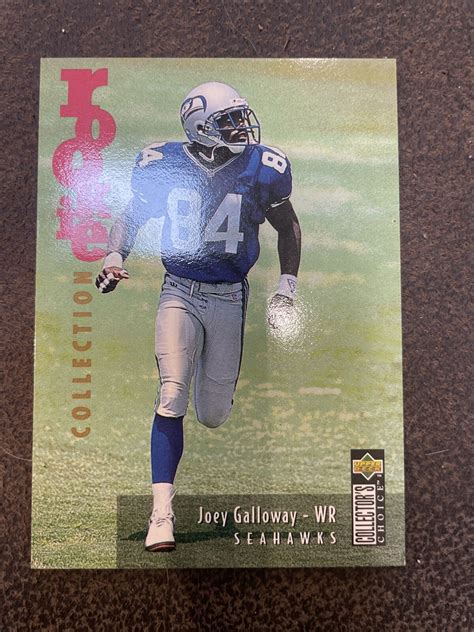 rookie
COLLECTION
84
84
Joey Galloway - WR
SEAHAWKS
UPPER DECK
COLLECTOR'S
CHOICE